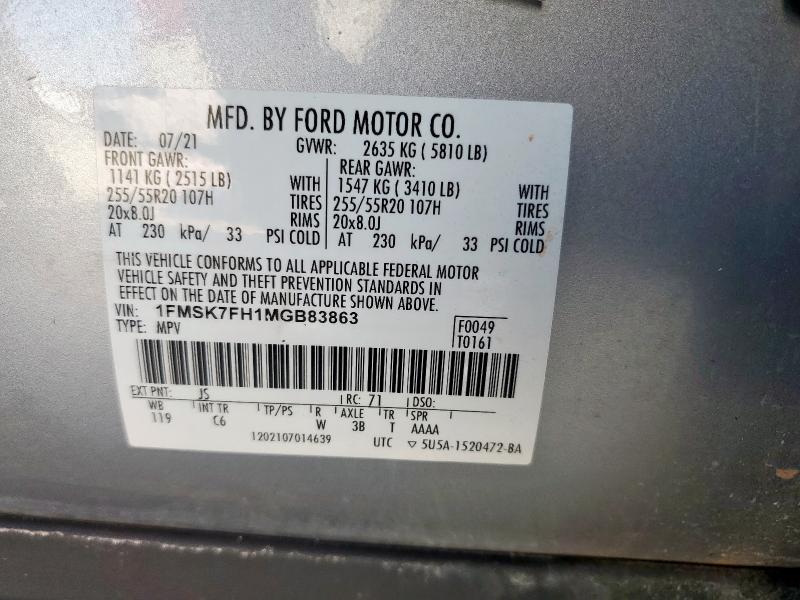 MFD. BY FORD MOTOR CO.
DATE: 07/21
GVWR: 2635 KG ( 5810 LB)
FRONT GAWR:
1141 KG ( 2515 LB) WITH
255/55R20 107H TIRES
20x8.0J RIMS
AT 230 kPa/ 33 PSI COLD
REAR GAWR:
1547 KG ( 3410 LB) WITH
255/55R20 107H TIRES
20x8.0J RIMS
AT 230 kPa/ 33 PSI COLD
THIS VEHICLE CONFORMS TO ALL APPLICABLE FEDERAL MOTOR
VEHICLE SAFETY AND THEFT PREVENTION STANDARDS IN
EFFECT ON THE DATE OF MANUFACTURE SHOWN ABOVE.
VIN: 1FMSK7FH1MGB83863
TYPE: MPV
F0049
T0161
EXT PNT: JS RC: 71 DSO:
WB INT TR TP/PS R AXLE TR SPR
119 C6 W 3B T AAAA
1202107014639 UTC ▽ 5U5A-1520472-BA